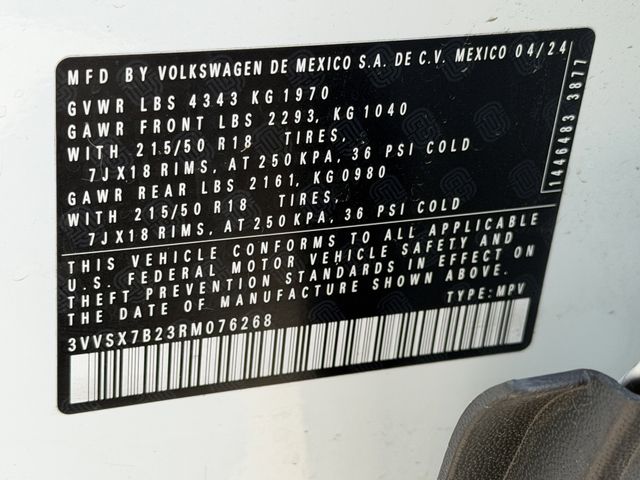 MFD BY VOLKSWAGEN DE MEXICO S.A. DE C.V. MEXICO 04/24
GVWR LBS 4343 KG 1970
GAWR FRONT LBS 2293, KG 1040
WITH 215/50 R18 TIRES,
7JX18 RIMS, AT 250 KPA, 36 PSI COLD
GAWR REAR LBS 2161, KG 0980
WITH 215/50 R18 TIRES,
7JX18 RIMS, AT 250 KPA, 36 PSI COLD
THIS VEHICLE CONFORMS TO ALL APPLICABLE
U.S. FEDERAL MOTOR VEHICLE SAFETY AND
THEFT PREVENTION STANDARDS IN EFFECT ON
THE DATE OF MANUFACTURE SHOWN ABOVE.
3VVSX7B23RM076268 TYPE: MPV
1446483 3877